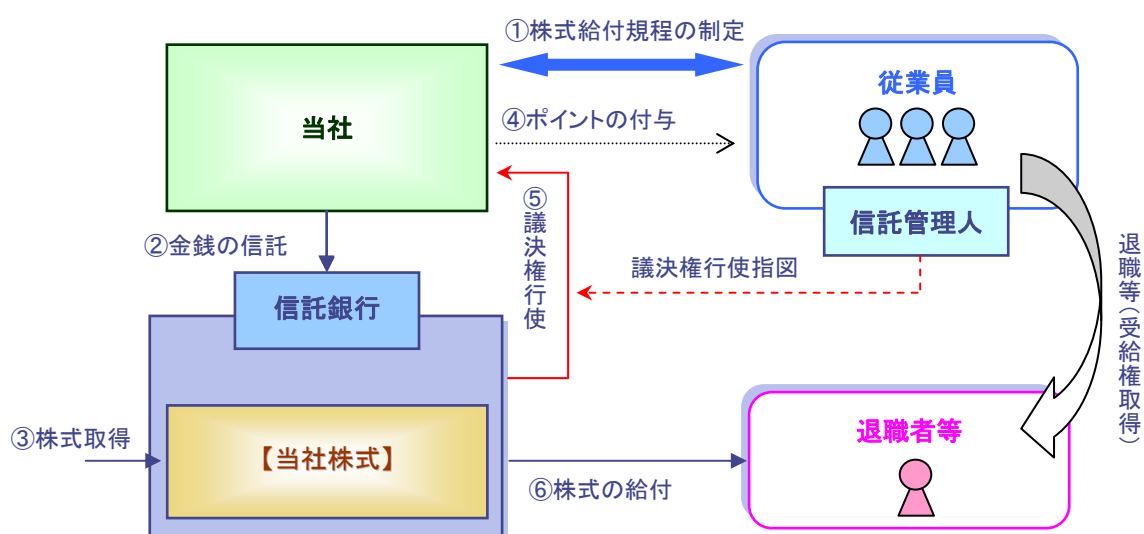 ①株式給付規程の制定
当社
従業員
④ポイントの付与
⑤議決権行使
信託管理人
②金銭の信託
議決権行使指図
退職等(受給権取得)
信託銀行
③株式取得
【当社株式】
退職者等
⑥株式の給付